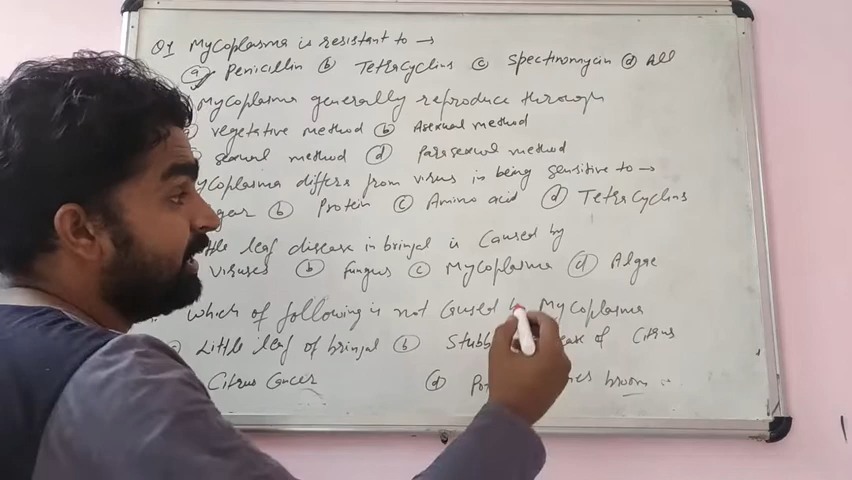 Q1 Mycoplasma is resistant to →
a Penicillin b Tetracyclins c Spectinomycin d All
Mycoplasma generally reproduce through
vegetative method b Asexual method
sexual method d Parasexual method
Mycoplasma differs from virus in being sensitive to →
b Protein c Amino acid d Tetracyclins
leaf disease in brinjal is caused by
viruses b fungus c Mycoplasma d Algae
which of following is not caused Mycoplasma
Little leaf of brinjal b of Citrus
Citrus Cancer d broom